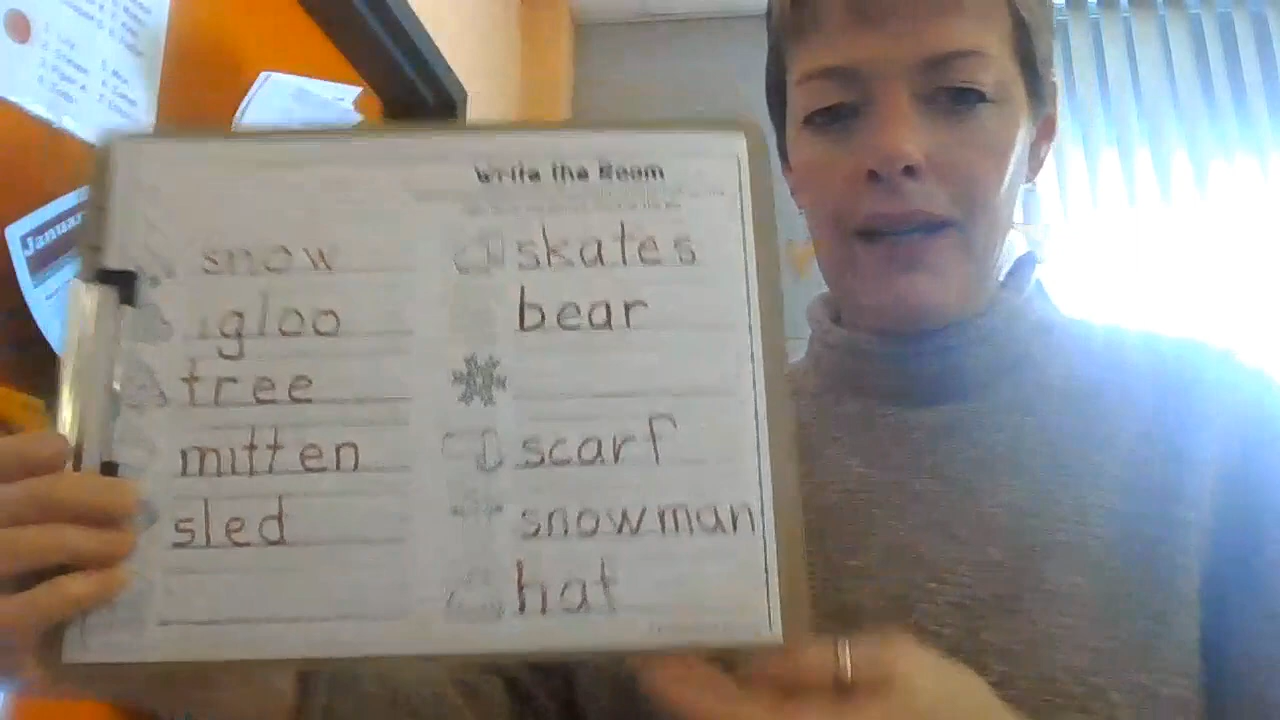 Write the Room
snow
igloo
tree
mitten
sled
skates
bear
scarf
snowman
hat